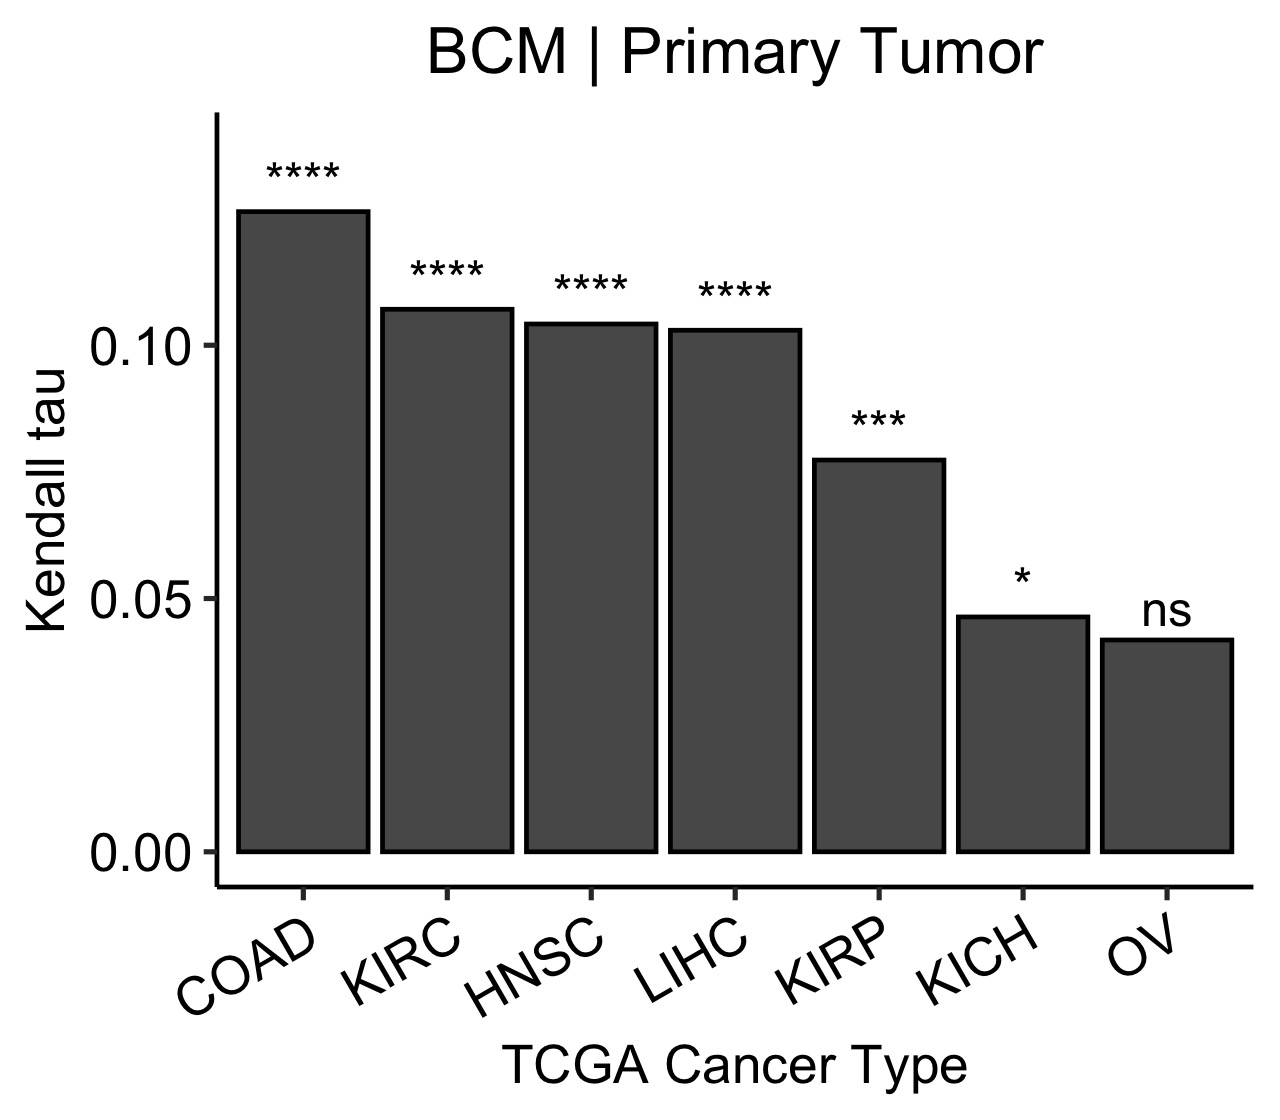 BCM | Primary Tumor
Kendall tau
0.10
0.05
0.00
****
****
****
****
***
*
ns
COAD
KIRC
HNSC
LIHC
KIRP
KICH
OV
TCGA Cancer Type